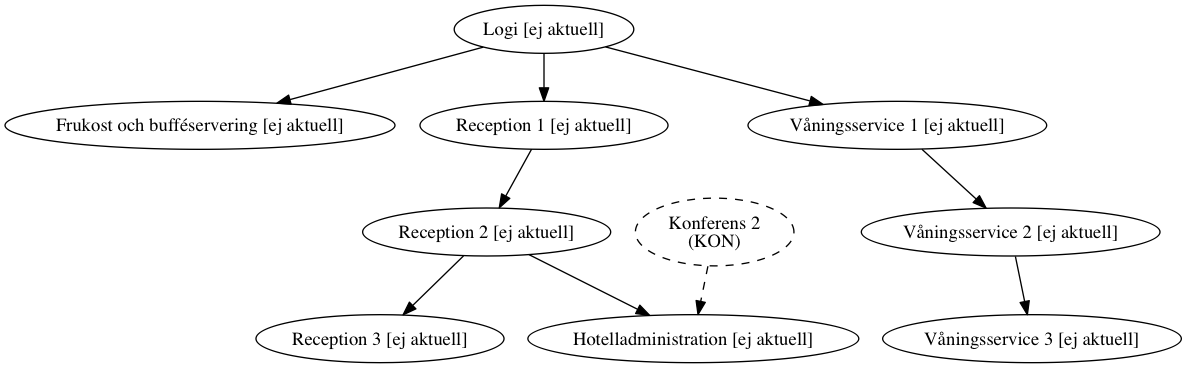 Logi [ej aktuell]
Frukost och bufféservering [ej aktuell]
Reception 1 [ej aktuell]
Våningsservice 1 [ej aktuell]
Konferens 2
(KON)
Reception 2 [ej aktuell]
Våningsservice 2 [ej aktuell]
Reception 3 [ej aktuell]
Hotelladministration [ej aktuell]
Våningsservice 3 [ej aktuell]